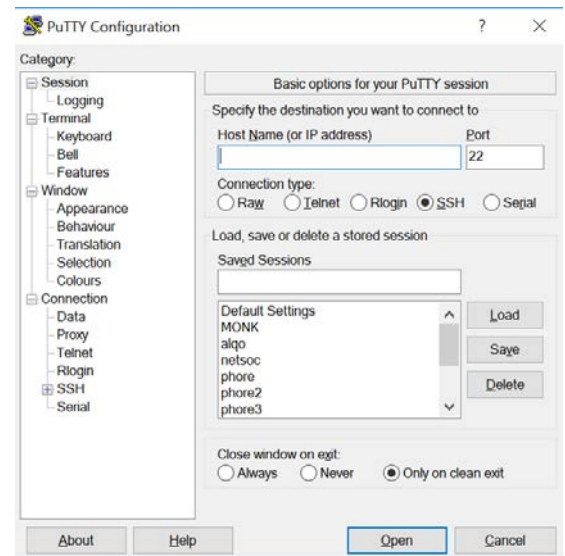 PuTTY Configuration ? ×
Category:
Session
Logging
Terminal
Keyboard
Bell
Features
Window
Appearance
Behaviour
Translation
Selection
Colours
Connection
Data
Proxy
Telnet
Rlogin
SSH
Serial
Basic options for your PuTTY session
Specify the destination you want to connect to
Host Name (or IP address) Port
22
Connection type:
Raw Telnet Rlogin SSH Serial
Load, save or delete a stored session
Saved Sessions
Default Settings
MONK
alqo
netsoc
phore
phore2
phore3
Load
Save
Delete
Close window on exit:
Always Never Only on clean exit
About Help Open Cancel